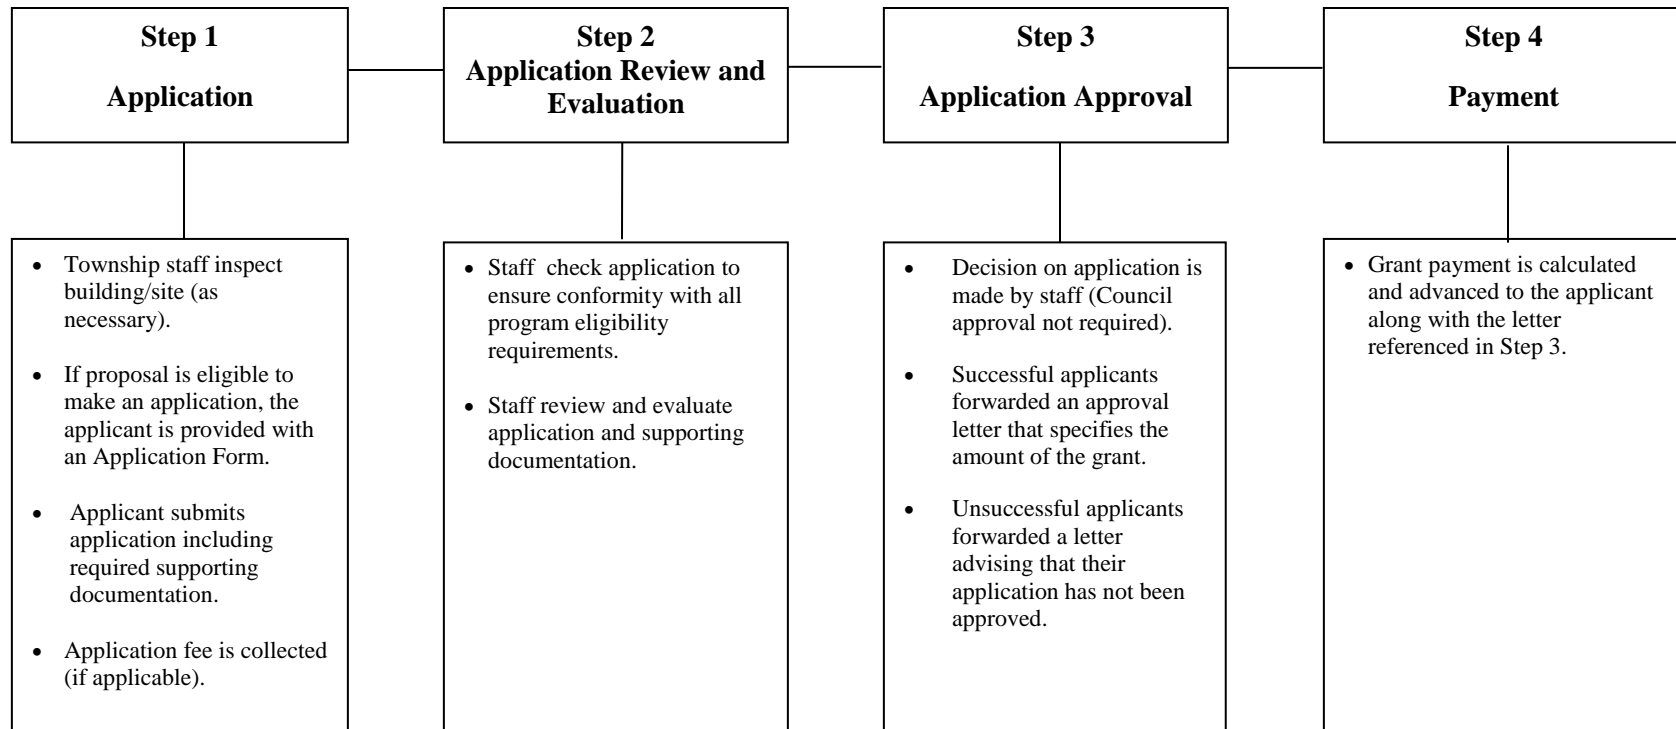 Step 1
Application
Step 2
Application Review and
Evaluation
Step 3
Application Approval
Step 4
Payment
• Township staff inspect
building/site (as
necessary).
• If proposal is eligible to
make an application, the
applicant is provided with
an Application Form.
• Applicant submits
application including
required supporting
documentation.
• Application fee is collected
(if applicable).
• Staff check application to
ensure conformity with all
program eligibility
requirements.
• Staff review and evaluate
application and supporting
documentation.
• Decision on application is
made by staff (Council
approval not required).
• Successful applicants
forwarded an approval
letter that specifies the
amount of the grant.
• Unsuccessful applicants
forwarded a letter
advising that their
application has not been
approved.
• Grant payment is calculated
and advanced to the applicant
along with the letter
referenced in Step 3.